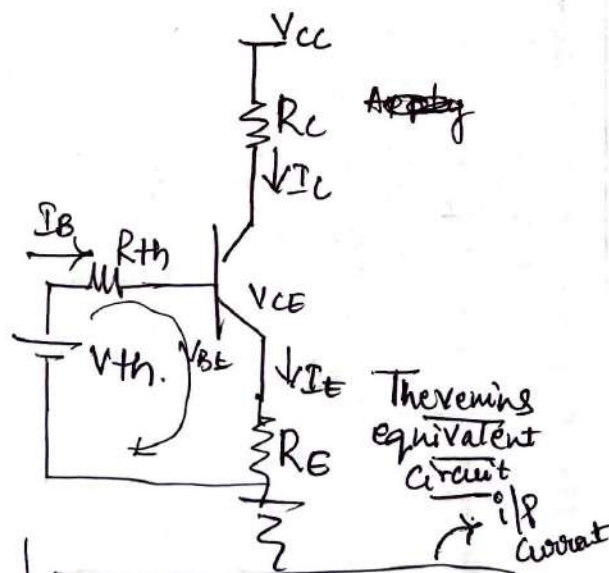 VCC
RC
IC
IB
Rth
VCE
Vth.
VBE
IE
RE
Thevenins
equivalent
circuit
i/p
current